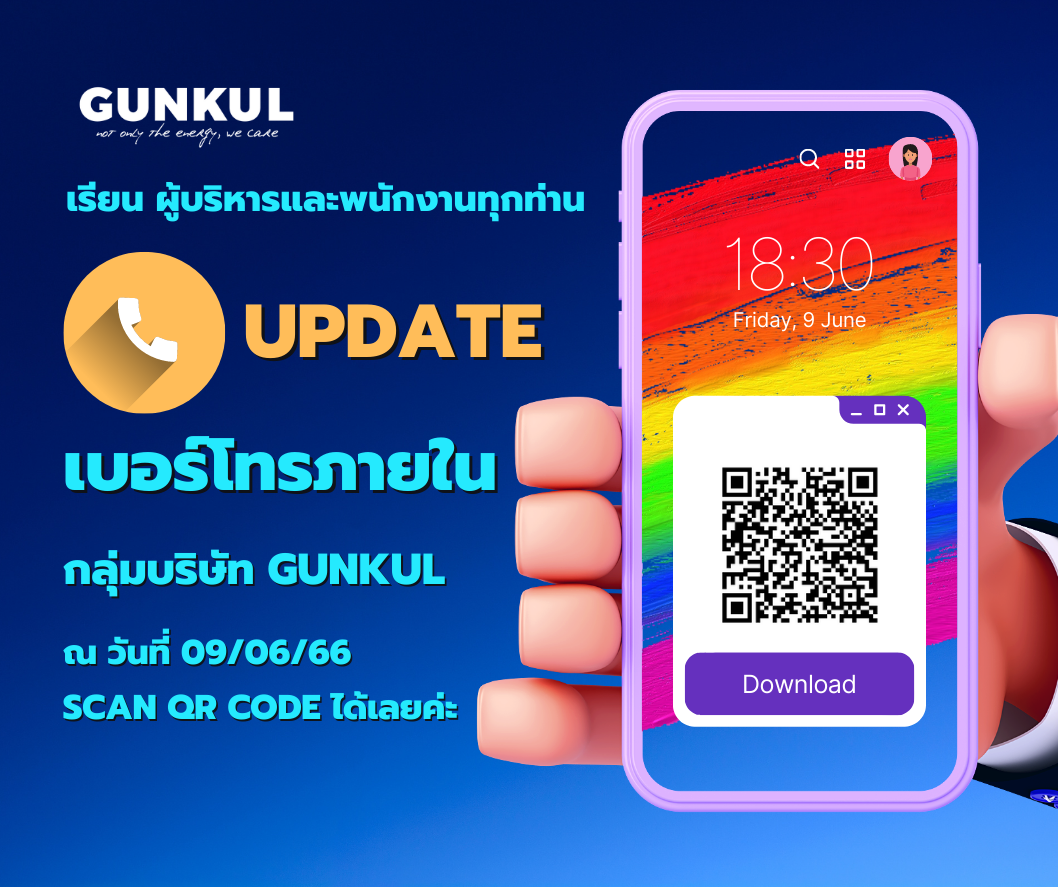 GUNKUL
not only the energy, we care
เรียน ผู้บริหารและพนักงานทุกท่าน
UPDATE
เบอร์โทรภายใน
กลุ่มบริษัท GUNKUL
ณ วันที่ 09/06/66
SCAN QR CODE ได้เลยค่ะ
18:30
Friday, 9 June
Download